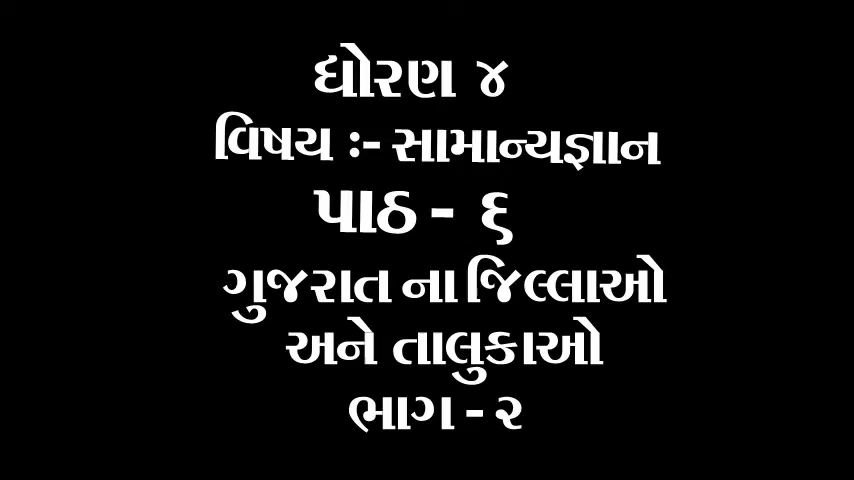 ધોરણ ૪
વિષય :- સામાન્યજ્ઞાન
પાઠ - ૬
ગુજરાત ના જિલ્લાઓ
અને તાલુકાઓ
ભાગ - ૨